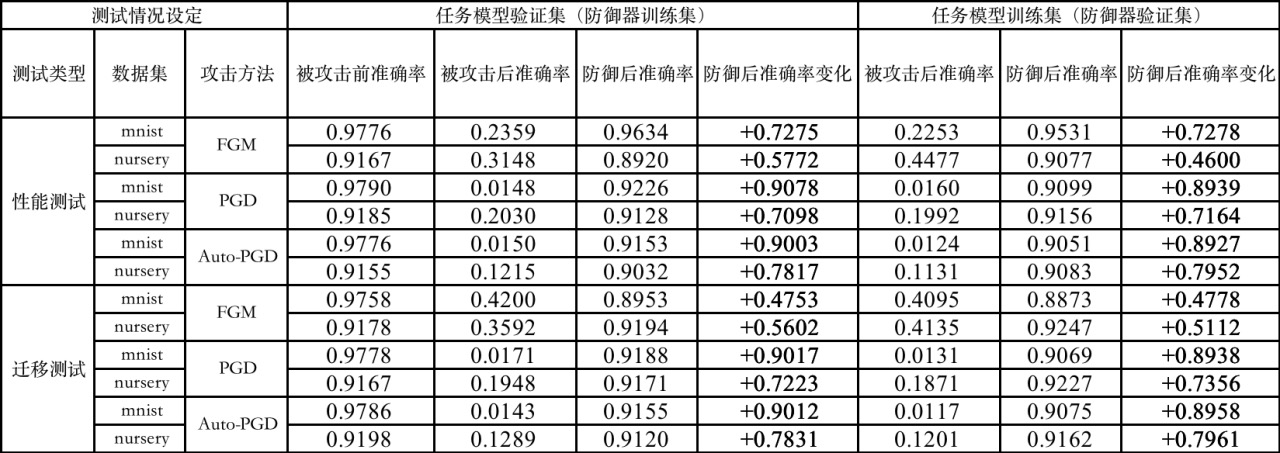 测试情况设定 任务模型验证集（防御器训练集） 任务模型训练集（防御器验证集）
测试类型 数据集 攻击方法 被攻击前准确率 被攻击后准确率 防御后准确率 防御后准确率变化 被攻击后准确率 防御后准确率 防御后准确率变化
性能测试 mnist FGM 0.9776 0.2359 0.9634 +0.7275 0.2253 0.9531 +0.7278
nursery 0.9167 0.3148 0.8920 +0.5772 0.4477 0.9077 +0.4600
mnist PGD 0.9790 0.0148 0.9226 +0.9078 0.0160 0.9099 +0.8939
nursery 0.9185 0.2030 0.9128 +0.7098 0.1992 0.9156 +0.7164
mnist Auto-PGD 0.9776 0.0150 0.9153 +0.9003 0.0124 0.9051 +0.8927
nursery 0.9155 0.1215 0.9032 +0.7817 0.1131 0.9083 +0.7952
迁移测试 mnist FGM 0.9758 0.4200 0.8953 +0.4753 0.4095 0.8873 +0.4778
nursery 0.9178 0.3592 0.9194 +0.5602 0.4135 0.9247 +0.5112
mnist PGD 0.9778 0.0171 0.9188 +0.9017 0.0131 0.9069 +0.8938
nursery 0.9167 0.1948 0.9171 +0.7223 0.1871 0.9227 +0.7356
mnist Auto-PGD 0.9786 0.0143 0.9155 +0.9012 0.0117 0.9075 +0.8958
nursery 0.9198 0.1289 0.9120 +0.7831 0.1201 0.9162 +0.7961